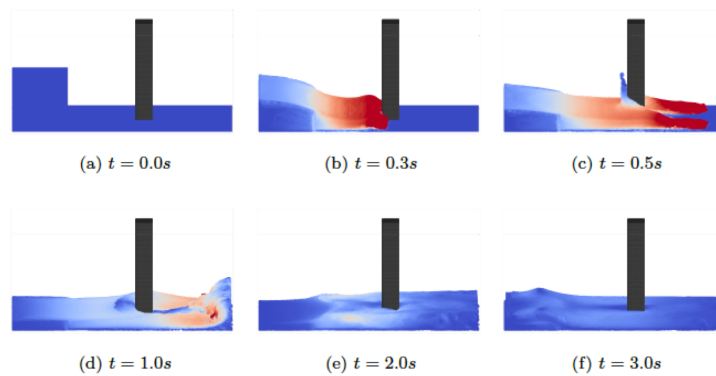 (a) t = 0.0s
(b) t = 0.3s
(c) t = 0.5s
(d) t = 1.0s
(e) t = 2.0s
(f) t = 3.0s